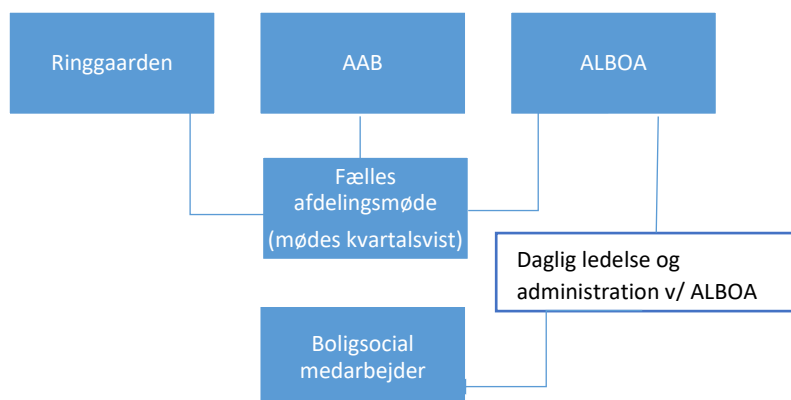 Ringgaarden
AAB
ALBOA
Fælles
afdelingsmøde
(mødes kvartalsvist)
Daglig ledelse og
administration v/ ALBOA
Boligsocial
medarbejder